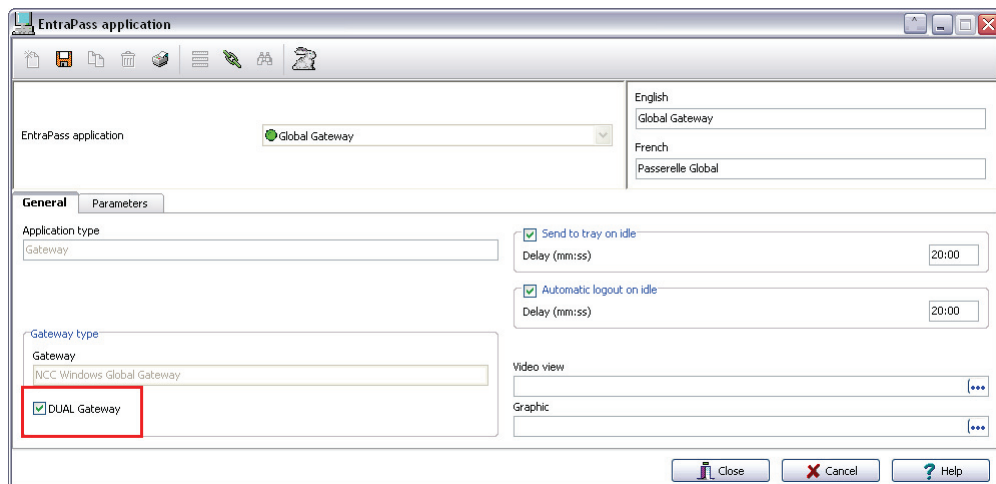 EntraPass application
EntraPass application
Global Gateway
English
Global Gateway
French
Passerelle Global
General
Parameters
Application type
Gateway
Send to tray on idle
Delay (mm:ss)
20:00
Automatic logout on idle
Delay (mm:ss)
20:00
Gateway type
Gateway
NCC Windows Global Gateway
DUAL Gateway
Video view
Graphic
Close
Cancel
? Help